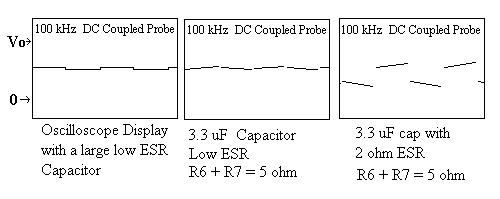 100 kHz DC Coupled Probe
100 kHz DC Coupled Probe
100 kHz DC Coupled Probe
Vo
0
Oscilloscope Display
with a large low ESR
Capacitor
3.3 uF Capacitor
Low ESR
R6 + R7 = 5 ohm
3.3 uF cap with
2 ohm ESR
R6 + R7 = 5 ohm